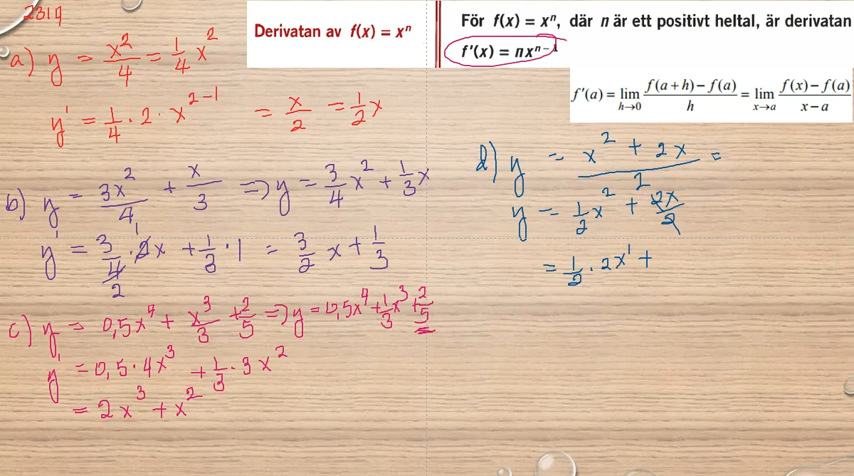 2319
Derivatan av f(x) = xⁿ
För f(x) = xⁿ, där n är ett positivt heltal, är derivatan
f'(x) = nxⁿ⁻¹
f'(a) = lim h→0 (f(a+h)−f(a))/h = lim x→a (f(x)−f(a))/(x−a)
a) y = x²/4 = 1/4 x²
y' = 1/4 · 2 · x²⁻¹ = x/2 = 1/2 x
b) y = 3x²/4 + x/3 => y = 3/4 x² + 1/3 x
y' = 3/4 · 2x + 1/3 · 1 = 3/2 x + 1/3
1
2
c) y = 0,5x⁴ + x³/3 + 2/5 => y = 0,5x⁴ + 1/3 x³ + 2/5
y' = 0,5 · 4x³ + 1/3 · 3x²
= 2x³ + x²
d) y = (x² + 2x)/2 =
y = 1/2 x² + 2x/2
= 1/2 · 2x¹ +